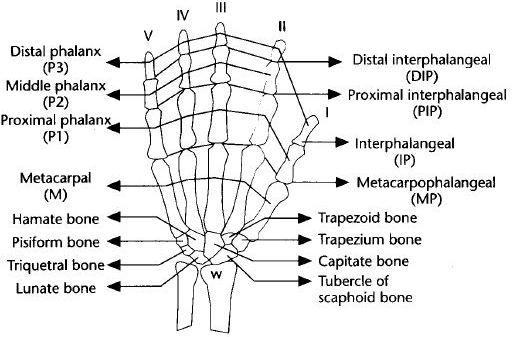 V
IV
III
II
I
Distal phalanx
(P3)
Middle phalanx
(P2)
Proximal phalanx
(P1)
Metacarpal
(M)
Hamate bone
Pisiform bone
Triquetral bone
Lunate bone
Distal interphalangeal
(DIP)
Proximal interphalangeal
(PIP)
Interphalangeal
(IP)
Metacarpophalangeal
(MP)
Trapezoid bone
Trapezium bone
Capitate bone
Tubercle of
scaphoid bone
W